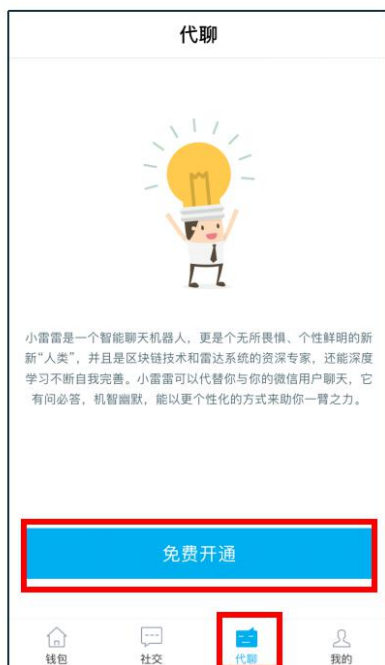 代聊
小雷雷是一个智能聊天机器人，更是个无所畏惧、个性鲜明的新
新“人类”，并且是区块链技术和雷达系统的资深专家，还能深度
学习不断自我完善。小雷雷可以代替你与你的微信用户聊天，它
有问必答，机智幽默，能以更个性化的方式来助你一臂之力。
免费开通
钱包
社交
代聊
我的